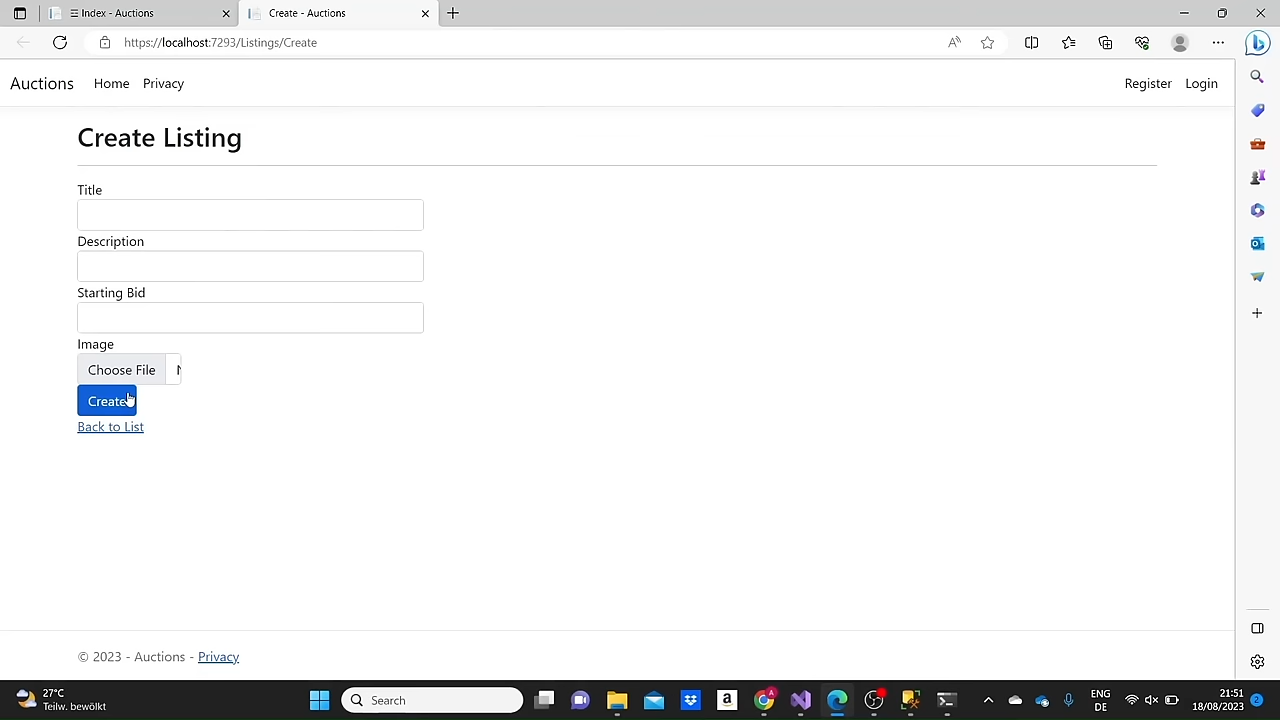 ☰ Index - Auctions
Create - Auctions
https://localhost:7293/Listings/Create
Auctions Home Privacy Register Login
Create Listing
Title
Description
Starting Bid
Image
Choose File
Create
Back to List
© 2023 - Auctions - Privacy
27°C
Teilw. bewölkt
Search
ENG
DE
21:51
18/08/2023
2